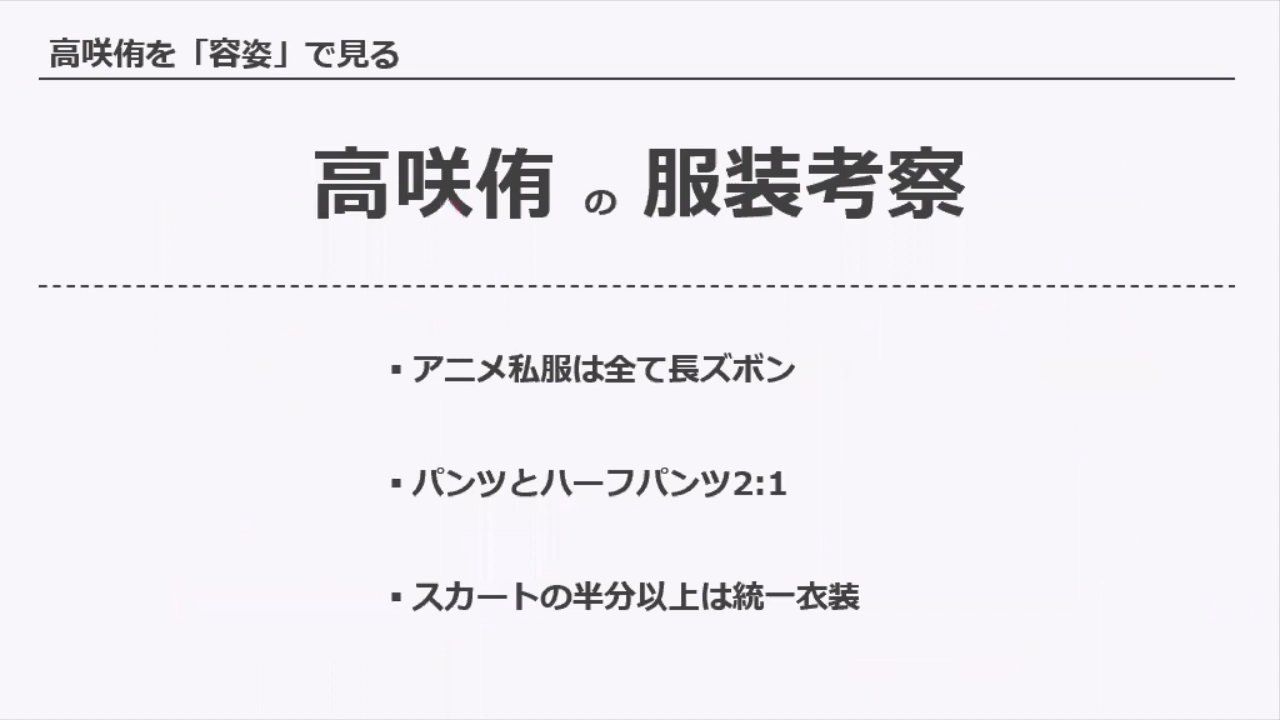 高咲侑を「容姿」で見る
高咲侑 の 服装考察
▪ アニメ私服は全て長ズボン
▪ パンツとハーフパンツ2:1
▪ スカートの半分以上は統一衣装